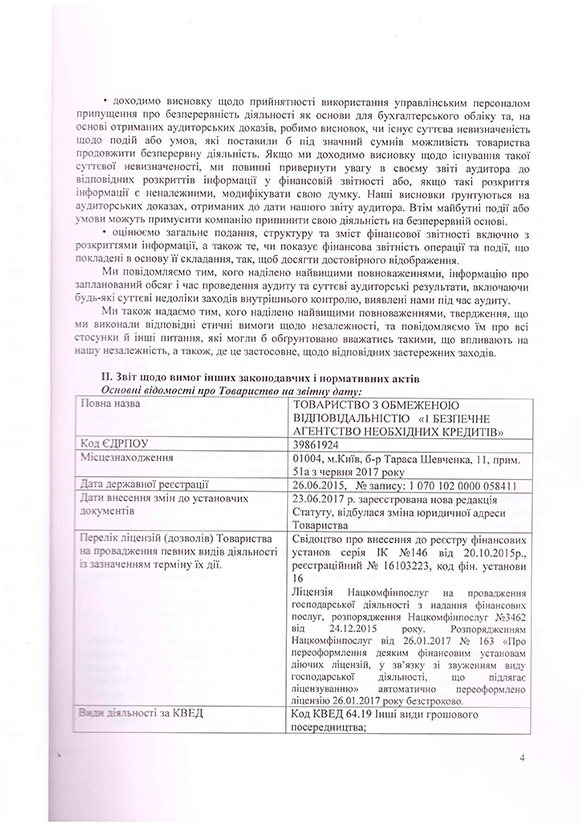 • доходимо висновку щодо прийнятності використання управлінським персоналом
припущення про безперервність діяльності як основи для бухгалтерського обліку та, на
основі отриманих аудиторських доказів, робимо висновок, чи існує суттєва невизначеність
щодо подій або умов, які поставили б під значний сумнів можливість товариства
продовжити безперервну діяльність. Якщо ми доходимо висновку щодо існування такої
суттєвої невизначеності, ми повинні привернути увагу в своєму звіті аудитора до
відповідних розкриттів інформації у фінансовій звітності або, якщо такі розкриття
інформації є неналежними, модифікувати свою думку. Наші висновки ґрунтуються на
аудиторських доказах, отриманих до дати нашого звіту аудитора. Втім майбутні події або
умови можуть примусити компанію припинити свою діяльність на безперервній основі.
• оцінюємо загальне подання, структуру та зміст фінансової звітності включно з
розкриттями інформації, а також те, чи показує фінансова звітність операції та події, що
покладені в основу її складання, так, щоб досягти достовірного відображення.
Ми повідомляємо тим, кого наділено найвищими повноваженнями, інформацію про
запланований обсяг і час проведення аудиту та суттєві аудиторські результати, включаючи
будь-які суттєві недоліки заходів внутрішнього контролю, виявлені нами під час аудиту.
Ми також надаємо тим, кого наділено найвищими повноваженнями, твердження, що
ми виконали відповідні етичні вимоги щодо незалежності, та повідомляємо їм про всі
стосунки й інші питання, які могли б обґрунтовано вважатись такими, що впливають на
нашу незалежність, а також, де це застосовне, щодо відповідних застережних заходів.
ІІ. Звіт щодо вимог інших законодавчих і нормативних актів
Основні відомості про Товариство на звітну дату:
Повна назва
ТОВАРИСТВО З ОБМЕЖЕНОЮ
ВІДПОВІДАЛЬНІСТЮ «1 БЕЗПЕЧНЕ
АГЕНТСТВО НЕОБХІДНИХ КРЕДИТІВ»
Код ЄДРПОУ
39861924
Місцезнаходження
01004, м.Київ, б-р Тараса Шевченка, 11, прим.
51а з червня 2017 року
Дата державної реєстрації
26.06.2015, № запису: 1 070 102 0000 058411
Дати внесення змін до установчих
документів
23.06.2017 р. зареєстрована нова редакція
Статуту, відбулася зміна юридичної адреси
Товариства
Перелік ліцензій (дозволів) Товариства
на провадження певних видів діяльності
із зазначенням терміну їх дії.
Свідоцтво про внесення до реєстру фінансових
установ серія ІК №146 від 20.10.2015р.,
реєстраційний № 16103223, код фін. установи
16
Ліцензія Нацкомфінпослуг на провадження
господарської діяльності з надання фінансових
послуг, розпорядження Нацкомфінпослуг №3462
від 24.12.2015 року. Розпорядженням
Нацкомфінпослуг від 26.01.2017 № 163 «Про
переоформлення деяким фінансовим установам
діючих ліцензій, у зв'язку зі звуженням виду
господарської діяльності, що підлягає
ліцензуванню» автоматично переоформлено
ліцензію 26.01.2017 року безстроково.
Види діяльності за КВЕД
Код КВЕД 64.19 Інші види грошового
посередництва;
4